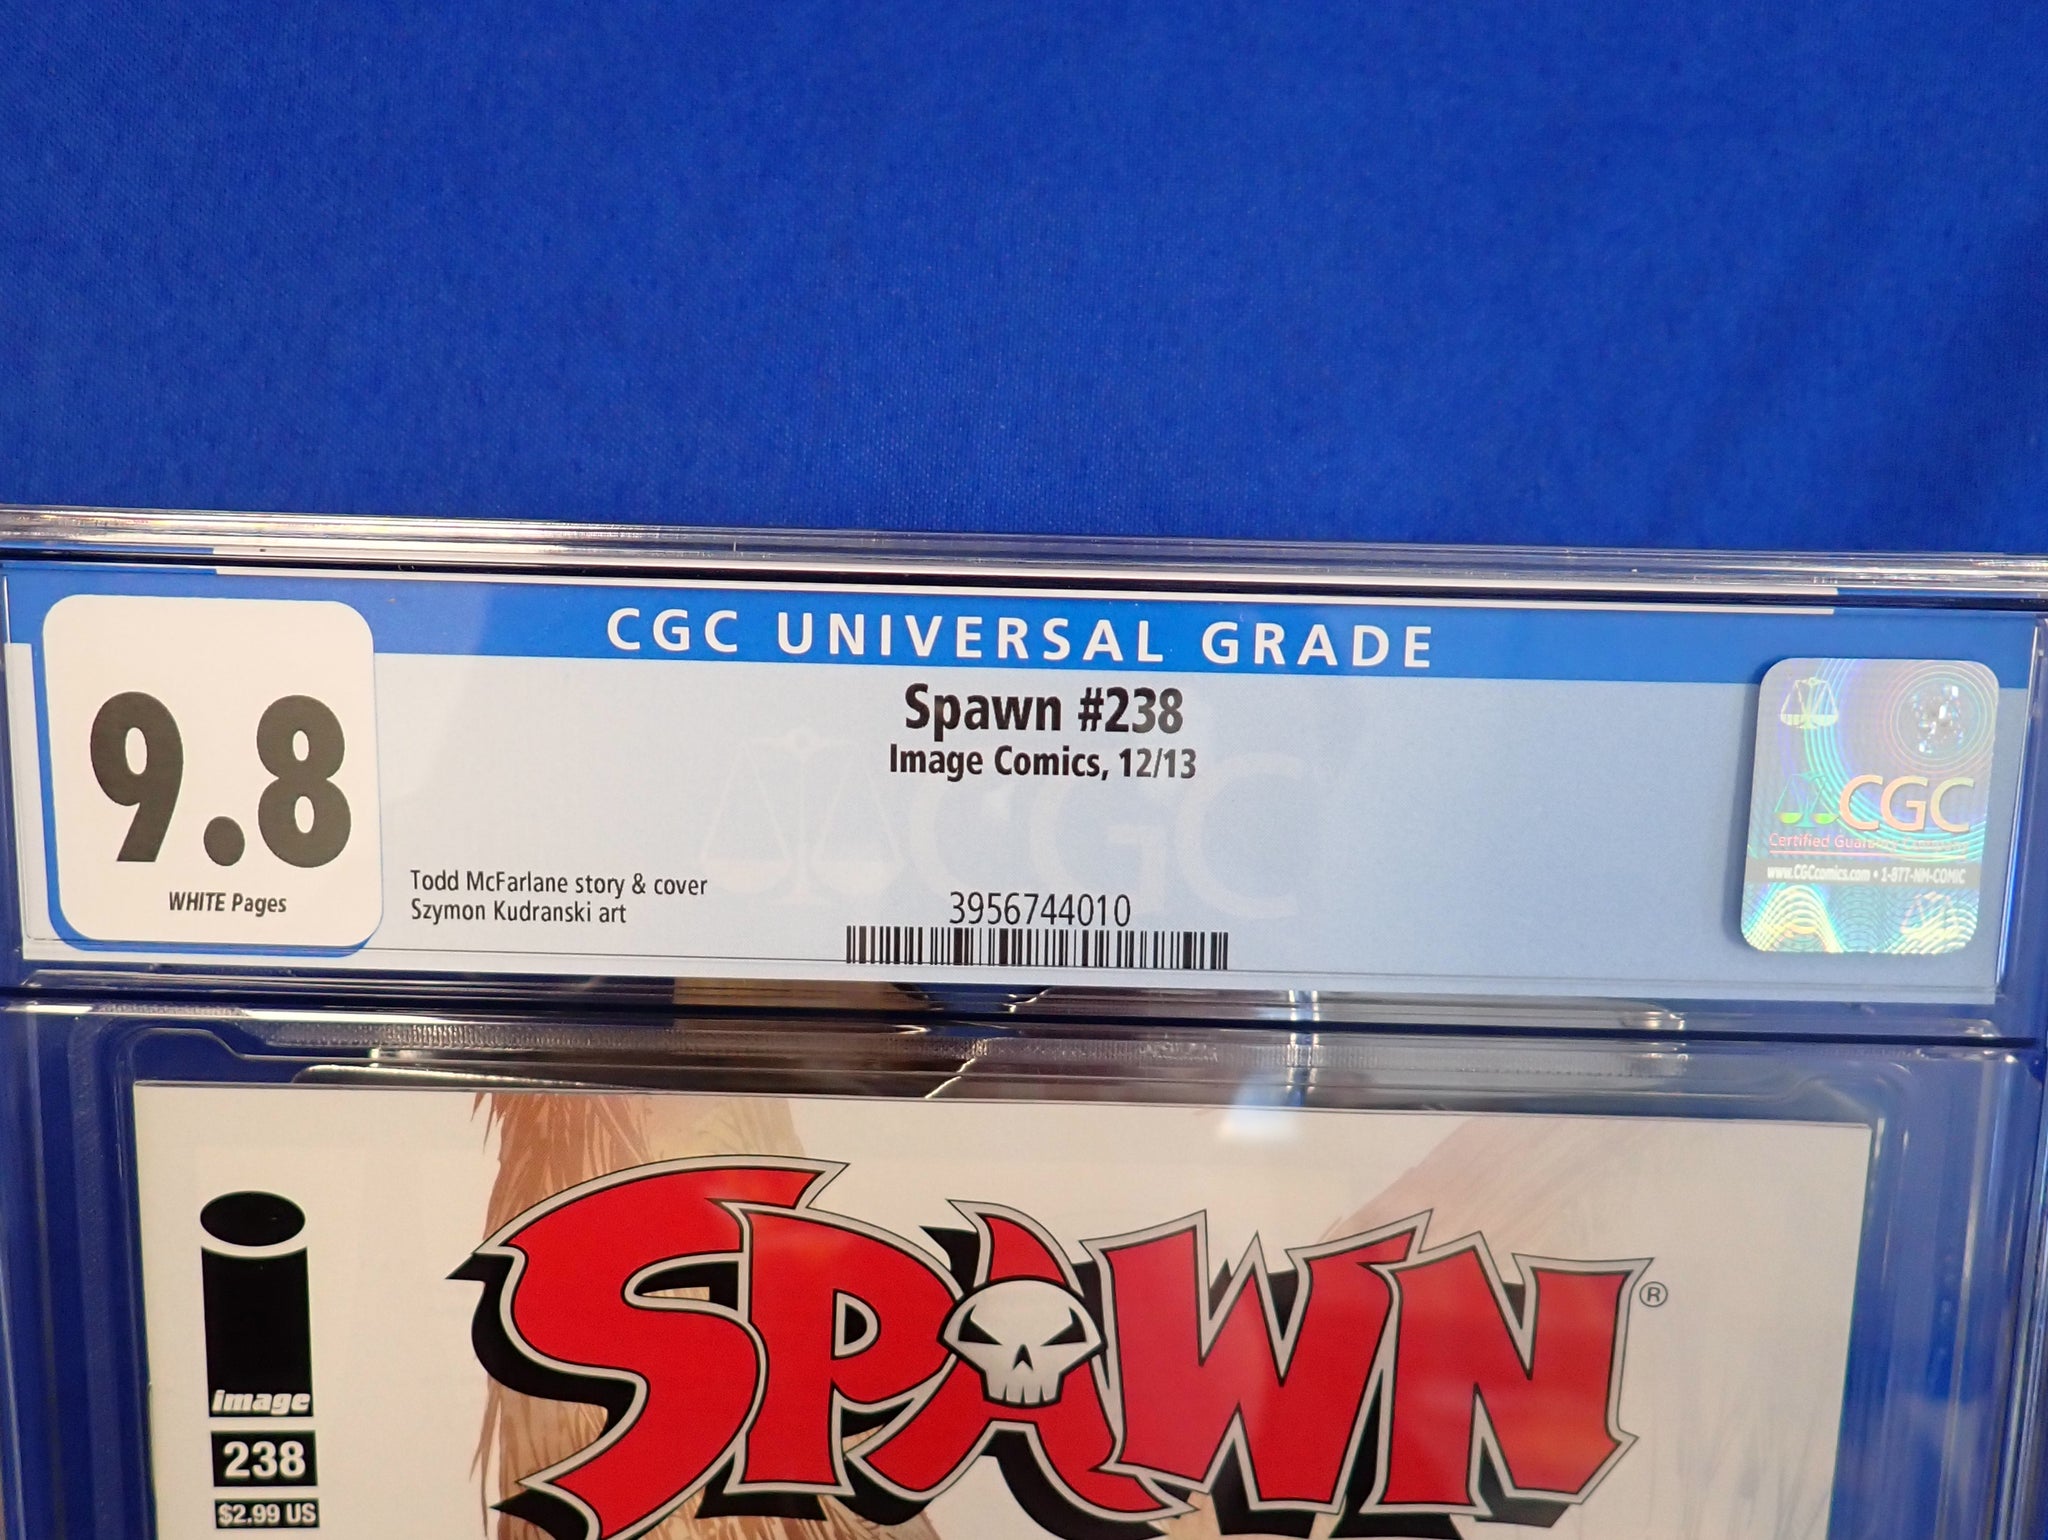 CGC UNIVERSAL GRADE
9.8
WHITE Pages
Spawn #238
Image Comics, 12/13
Todd McFarlane story & cover
Szymon Kudranski art
3956744010
CGC
CGC
Certified Guaranty Company
www.CGCcomics.com • 1-877-NM-COMIC
SPAWN®
image
238
$2.99 US